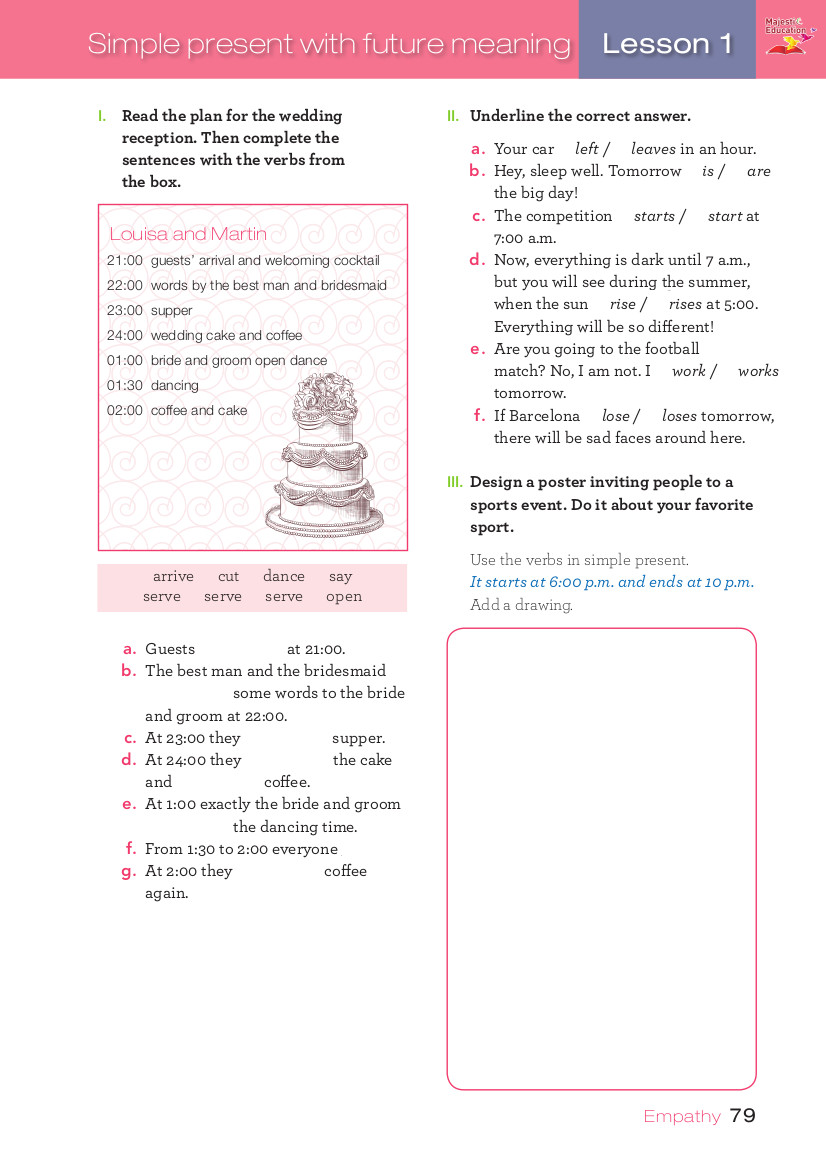 Simple present with future meaning
Lesson 1
Majestic
Education
I. Read the plan for the wedding
reception. Then complete the
sentences with the verbs from
the box.
Louisa and Martin
21:00 guests' arrival and welcoming cocktail
22:00 words by the best man and bridesmaid
23:00 supper
24:00 wedding cake and coffee
01:00 bride and groom open dance
01:30 dancing
02:00 coffee and cake
arrive cut dance say
serve serve serve open
a. Guests at 21:00.
b. The best man and the bridesmaid
some words to the bride
and groom at 22:00.
c. At 23:00 they supper.
d. At 24:00 they the cake
and coffee.
e. At 1:00 exactly the bride and groom
the dancing time.
f. From 1:30 to 2:00 everyone
g. At 2:00 they coffee
again.
II. Underline the correct answer.
a. Your car left / leaves in an hour.
b. Hey, sleep well. Tomorrow is / are
the big day!
c. The competition starts / start at
7:00 a.m.
d. Now, everything is dark until 7 a.m.,
but you will see during the summer,
when the sun rise / rises at 5:00.
Everything will be so different!
e. Are you going to the football
match? No, I am not. I work / works
tomorrow.
f. If Barcelona lose / loses tomorrow,
there will be sad faces around here.
III. Design a poster inviting people to a
sports event. Do it about your favorite
sport.
Use the verbs in simple present.
It starts at 6:00 p.m. and ends at 10 p.m.
Add a drawing.
Empathy 79